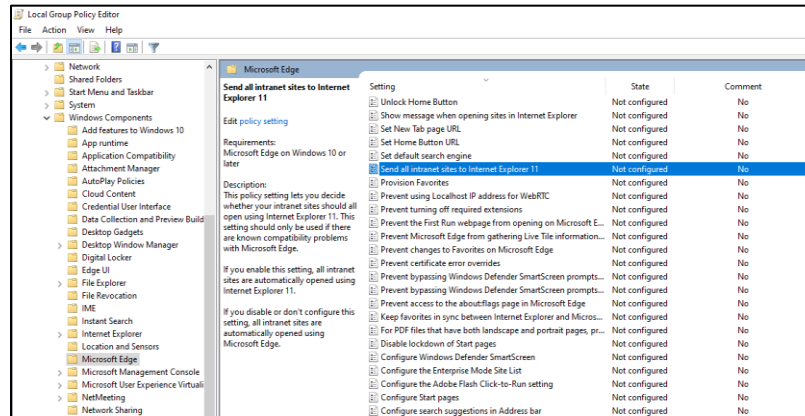 Local Group Policy Editor
File Action View Help
Network
Shared Folders
Start Menu and Taskbar
System
Windows Components
Add features to Windows 10
App runtime
Application Compatibility
Attachment Manager
AutoPlay Policies
Cloud Content
Credential User Interface
Data Collection and Preview Build
Desktop Gadgets
Desktop Window Manager
Digital Locker
Edge UI
File Explorer
File Revocation
IME
Instant Search
Internet Explorer
Location and Sensors
Microsoft Edge
Microsoft Management Console
Microsoft User Experience Virtuali
NetMeeting
Network Sharing
Microsoft Edge
Send all intranet sites to Internet
Explorer 11
Edit policy setting
Requirements:
Microsoft Edge on Windows 10 or
later
Description:
This policy setting lets you decide
whether your intranet sites should all
open using Internet Explorer 11. This
setting should only be used if there
are known compatibility problems
with Microsoft Edge.
If you enable this setting, all intranet
sites are automatically opened using
Internet Explorer 11.
If you disable or don't configure this
setting, all intranet sites are
automatically opened using
Microsoft Edge.
Setting State Comment
Unlock Home Button Not configured No
Show message when opening sites in Internet Explorer Not configured No
Set New Tab page URL Not configured No
Set Home Button URL Not configured No
Set default search engine Not configured No
Send all intranet sites to Internet Explorer 11 Not configured No
Provision Favorites Not configured No
Prevent using Localhost IP address for WebRTC Not configured No
Prevent turning off required extensions Not configured No
Prevent the First Run webpage from opening on Microsoft E... Not configured No
Prevent Microsoft Edge from gathering Live Tile information... Not configured No
Prevent changes to Favorites on Microsoft Edge Not configured No
Prevent certificate error overrides Not configured No
Prevent bypassing Windows Defender SmartScreen prompts... Not configured No
Prevent bypassing Windows Defender SmartScreen prompts... Not configured No
Prevent access to the about:flags page in Microsoft Edge Not configured No
Keep favorites in sync between Internet Explorer and Micros... Not configured No
For PDF files that have both landscape and portrait pages, pr... Not configured No
Disable lockdown of Start pages Not configured No
Configure Windows Defender SmartScreen Not configured No
Configure the Enterprise Mode Site List Not configured No
Configure the Adobe Flash Click-to-Run setting Not configured No
Configure Start pages Not configured No
Configure search suggestions in Address bar Not configured No